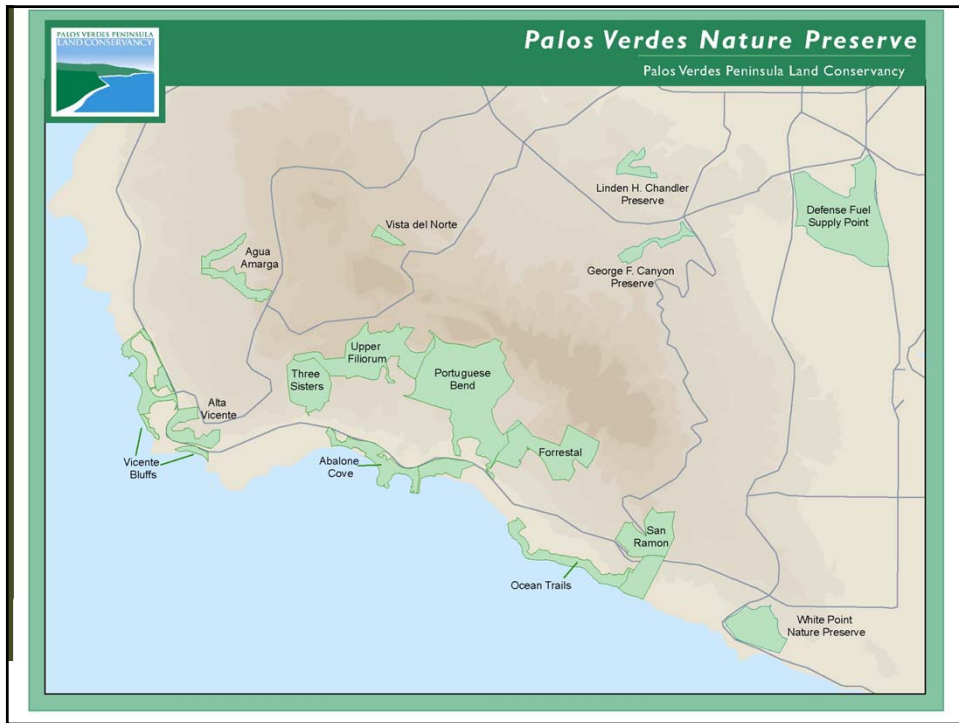 PALOS VERDES PENINSULA
LAND CONSERVANCY
Palos Verdes Nature Preserve
Palos Verdes Peninsula Land Conservancy
Linden H. Chandler
Preserve
Defense Fuel
Supply Point
Vista del Norte
Agua
Amarga
George F. Canyon
Preserve
Upper
Filiorum
Three
Sisters
Portuguese
Bend
Alta
Vicente
Vicente
Bluffs
Abalone
Cove
Forrestal
San
Ramon
Ocean Trails
White Point
Nature Preserve